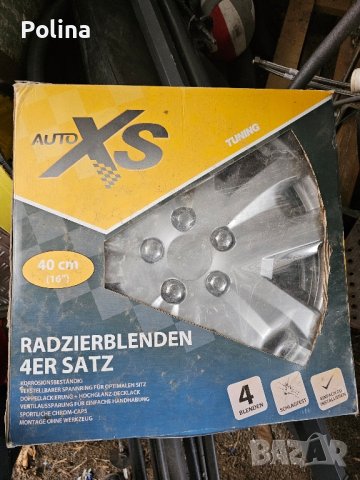 Polina
AUTO XS
TUNING
40 cm
(16")
RADZIERBLENDEN
4ER SATZ
KORROSIONSBESTÄNDIG
VERSTELLBARER SPANNRING FÜR OPTIMALEN SITZ
DOPPELLACKIERUNG + HOCHGLANZ-DECKLACK
VENTILAUSSPARUNG FÜR EINFACHE HANDHABUNG
SPORTLICHE CHROM-CAPS
MONTAGE OHNE WERKZEUG
4
BLENDEN
SCHLAGFEST
EINFACH ZU
INSTALLIEREN
BAZAR